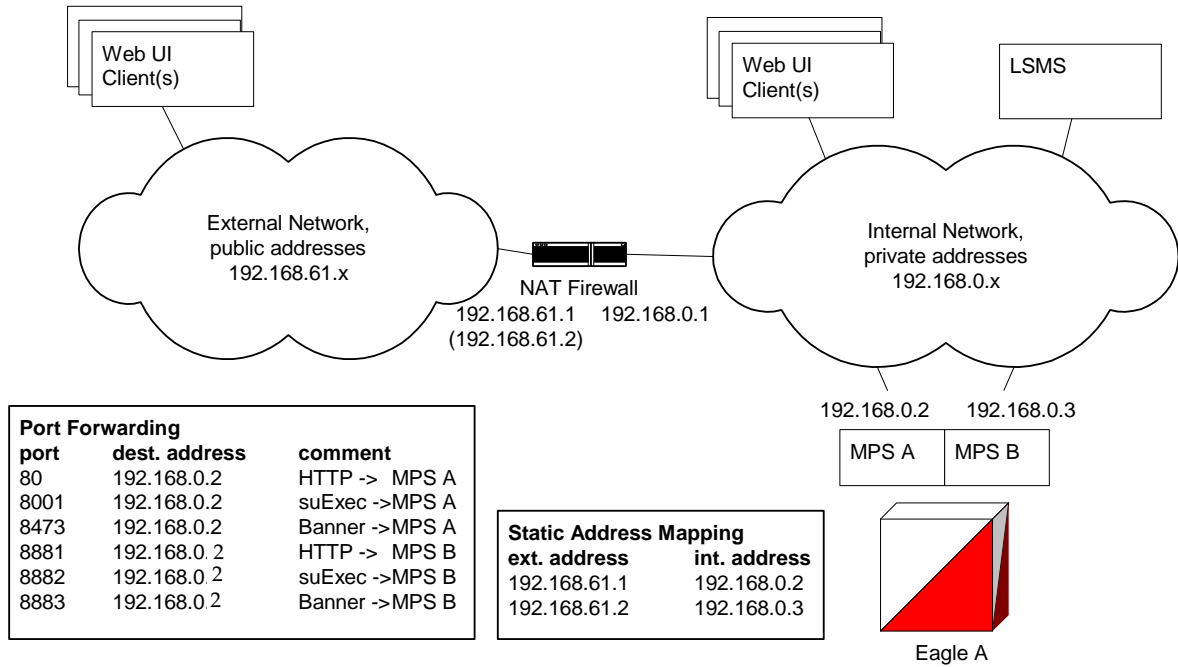 Web UI
Client(s)
Web UI
Client(s)
LSMS
External Network,
public addresses
192.168.61.x
Internal Network,
private addresses
192.168.0.x
NAT Firewall
192.168.61.1 192.168.0.1
(192.168.61.2)
192.168.0.2 192.168.0.3
MPS A MPS B
Port Forwarding
port dest. address comment
80 192.168.0.2 HTTP -> MPS A
8001 192.168.0.2 suExec ->MPS A
8473 192.168.0.2 Banner ->MPS A
8881 192.168.0.2 HTTP -> MPS B
8882 192.168.0.2 suExec ->MPS B
8883 192.168.0.2 Banner ->MPS B
Static Address Mapping
ext. address int. address
192.168.61.1 192.168.0.2
192.168.61.2 192.168.0.3
Eagle A